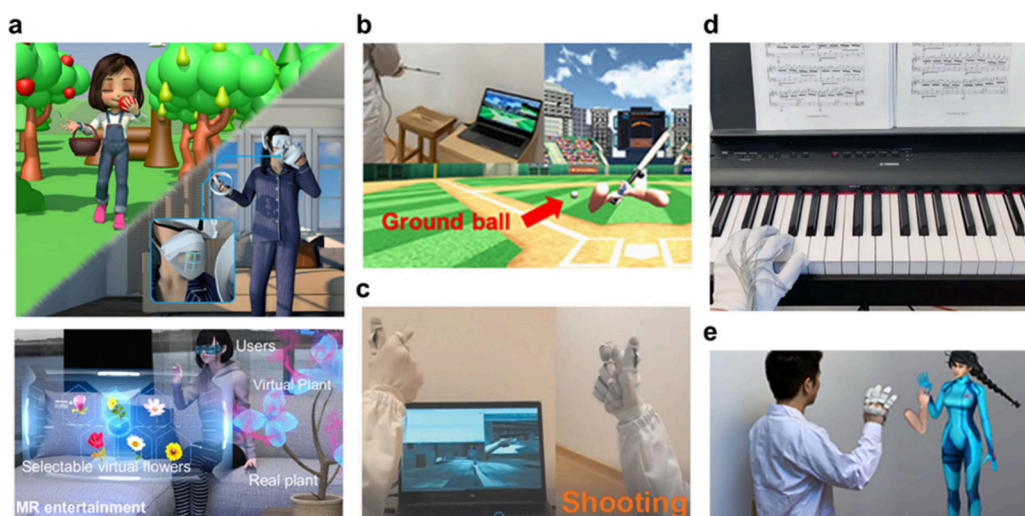 a
b
Ground ball
c
Shooting
d
e
Users
Virtual Plant
Selectable virtual flowers
Real plant
MR entertainment